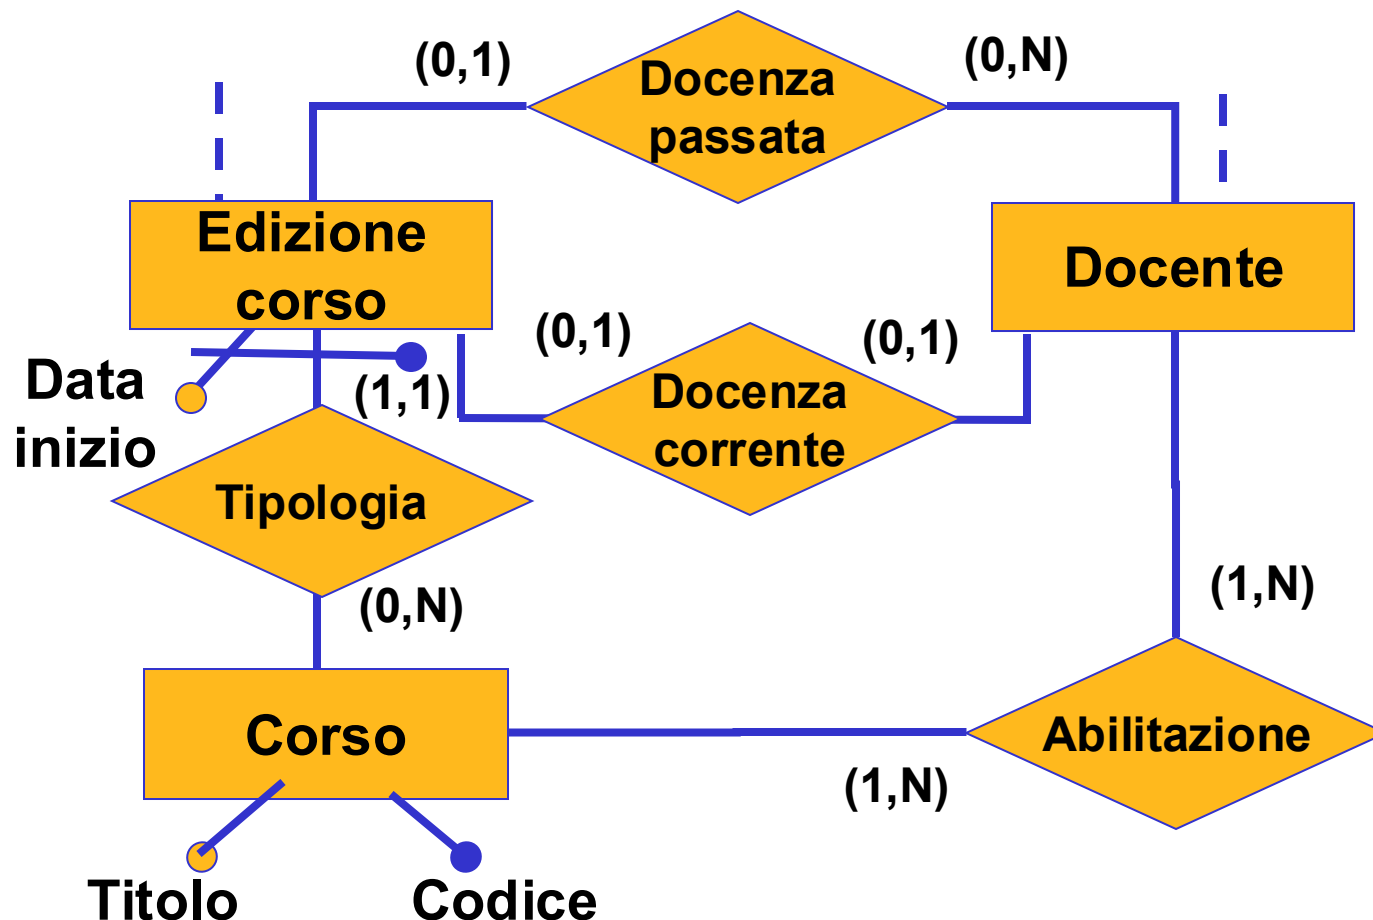 (0,1)
Docenza
passata
(0,N)
Edizione
corso
Docente
(0,1)
(0,1)
Data
inizio
(1,1)
Docenza
corrente
Tipologia
(0,N)
(1,N)
Corso
Abilitazione
(1,N)
Titolo
Codice